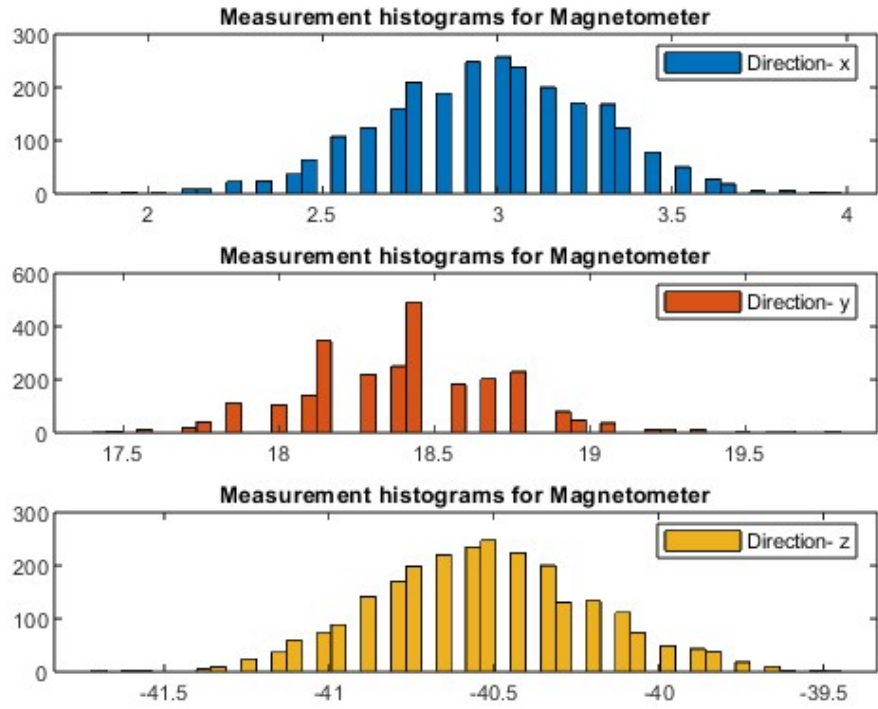 Measurement histograms for Magnetometer
300
200
100
0
Direction- x
2 2.5 3 3.5 4
Measurement histograms for Magnetometer
600
400
200
0
Direction- y
17.5 18 18.5 19 19.5
Measurement histograms for Magnetometer
300
200
100
0
Direction- z
-41.5 -41 -40.5 -40 -39.5